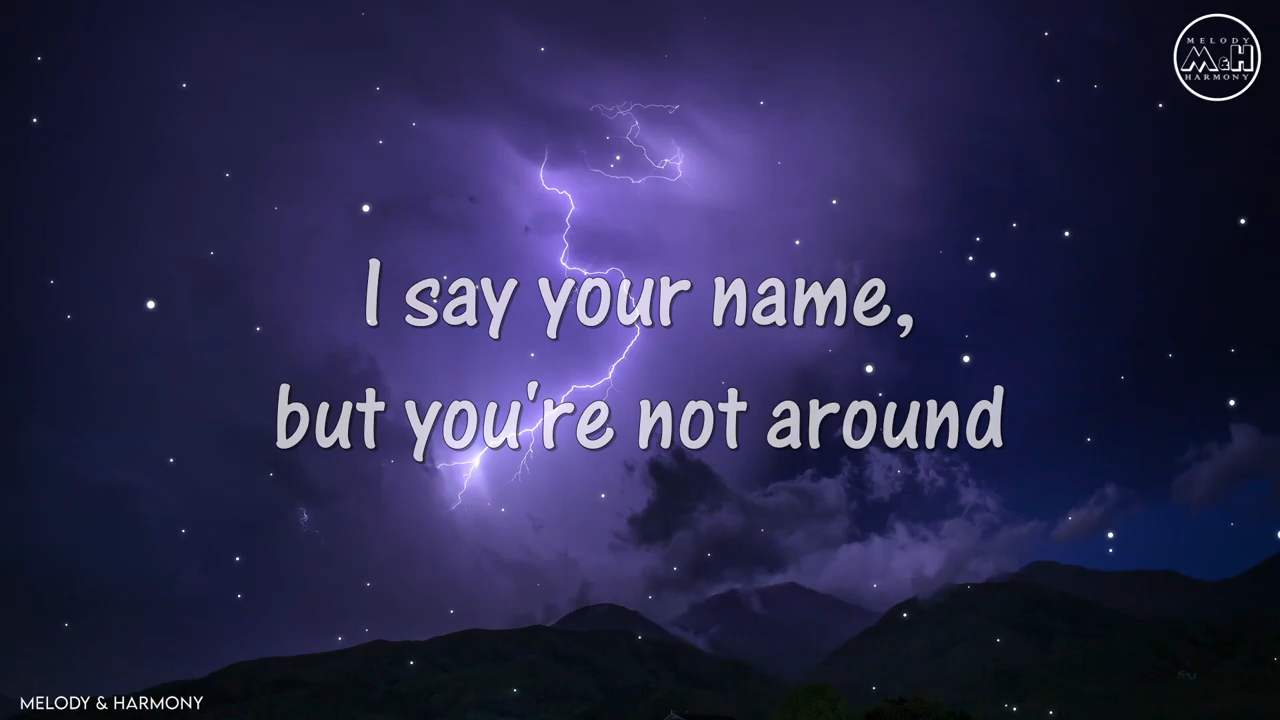 MELODY
M&H
HARMONY
I say your name,
but you're not around
MELODY & HARMONY